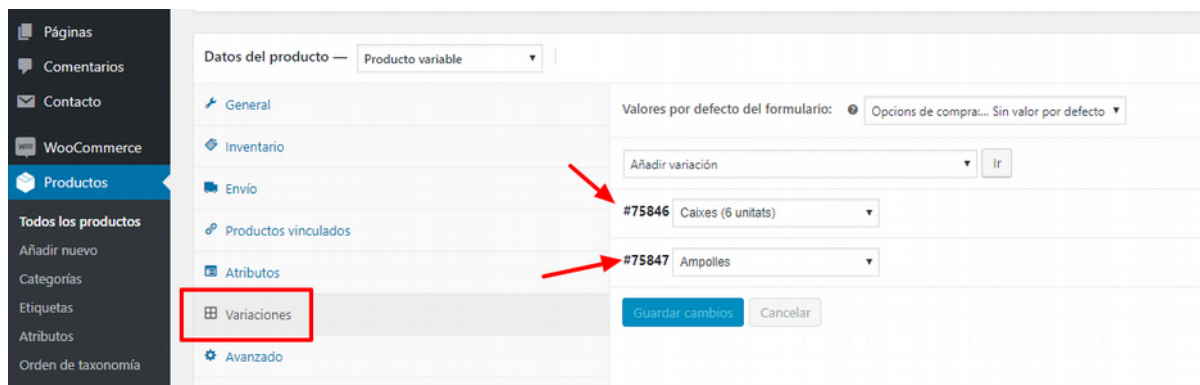 Páginas
Comentarios
Contacto
WooCommerce
Productos
Todos los productos
Añadir nuevo
Categorías
Etiquetas
Atributos
Orden de taxonomía
Datos del producto — Producto variable
General
Inventario
Envío
Productos vinculados
Atributos
Variaciones
Avanzado
Valores por defecto del formulario: Opcions de compra:... Sin valor por defecto
Añadir variación Ir
#75846 Caixes (6 unitats)
#75847 Ampolles
Guardar cambios Cancelar